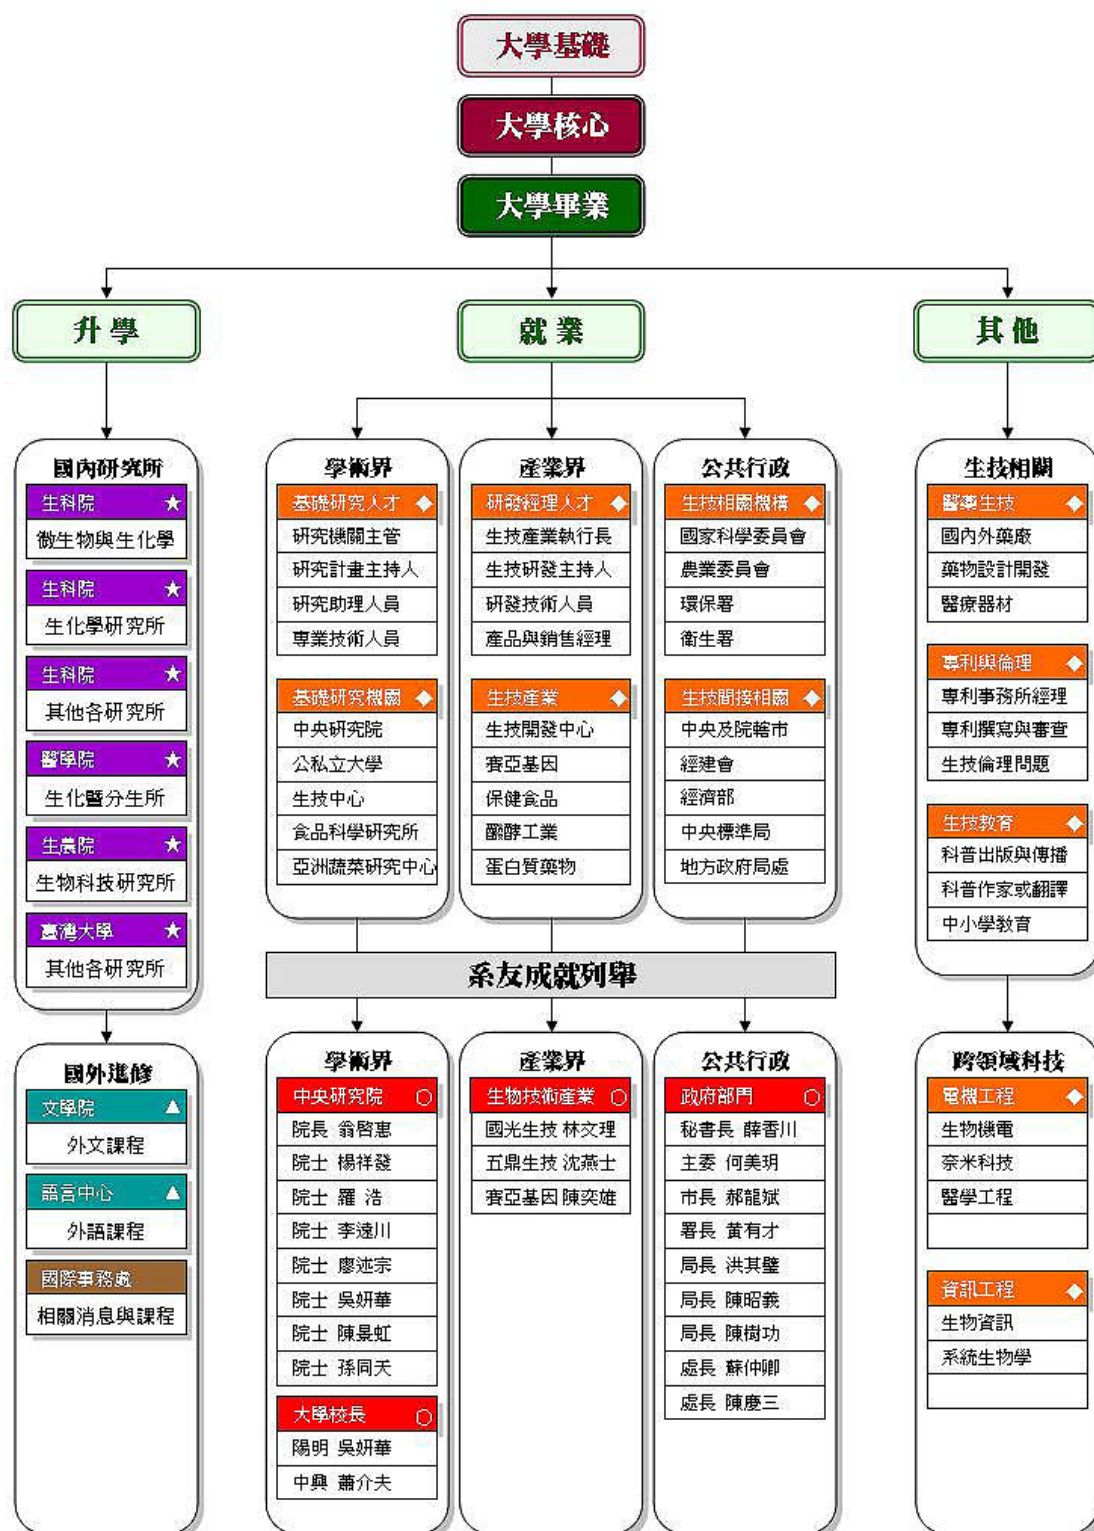 大學基礎
大學核心
大學畢業
升學
就業
其他
國內研究所
生科院 ★
微生物與生化學
生科院 ★
生化學研究所
生科院 ★
其他各研究所
醫學院 ★
生化暨分生所
生農院 ★
生物科技研究所
臺灣大學 ★
其他各研究所
國外進修
文學院 ▲
外文課程
語言中心 ▲
外語課程
國際事務處
相關消息與課程
學術界
基礎研究人才 ◆
研究機關主管
研究計畫主持人
研究助理人員
專業技術人員
基礎研究機關 ◆
中央研究院
公私立大學
生技中心
食品科學研究所
亞洲蔬菜研究中心
產業界
研發經理人才 ◆
生技產業執行長
生技研發主持人
研發技術人員
產品與銷售經理
生技產業 ◆
生技開發中心
賽亞基因
保健食品
醱酵工業
蛋白質藥物
公共行政
生技相關機構 ◆
國家科學委員會
農業委員會
環保署
衛生署
生技間接相關 ◆
中央及院轄市
經建會
經濟部
中央標準局
地方政府局處
系友成就列舉
學術界
中央研究院 ○
院長 翁啓惠
院士 楊祥發
院士 羅 浩
院士 李遠川
院士 廖述宗
院士 吳妍華
院士 陳景虹
院士 孫同天
大學校長 ○
陽明 吳妍華
中興 蕭介夫
產業界
生物技術產業 ○
國光生技 林文理
五鼎生技 沈燕士
賽亞基因 陳奕雄
公共行政
政府部門 ○
秘書長 薛香川
主委 何美玥
市長 郝龍斌
署長 黃有才
局長 洪其璧
局長 陳昭義
局長 陳樹功
處長 蘇仲卿
處長 陳慶三
生技相關
醫藥生技 ◆
國內外藥廠
藥物設計開發
醫療器材
專利與倫理 ◆
專利事務所經理
專利撰寫與審查
生技倫理問題
生技教育 ◆
科普出版與傳播
科普作家或翻譯
中小學教育
跨領域科技
電機工程 ◆
生物機電
奈米科技
醫學工程
資訊工程 ◆
生物資訊
系統生物學